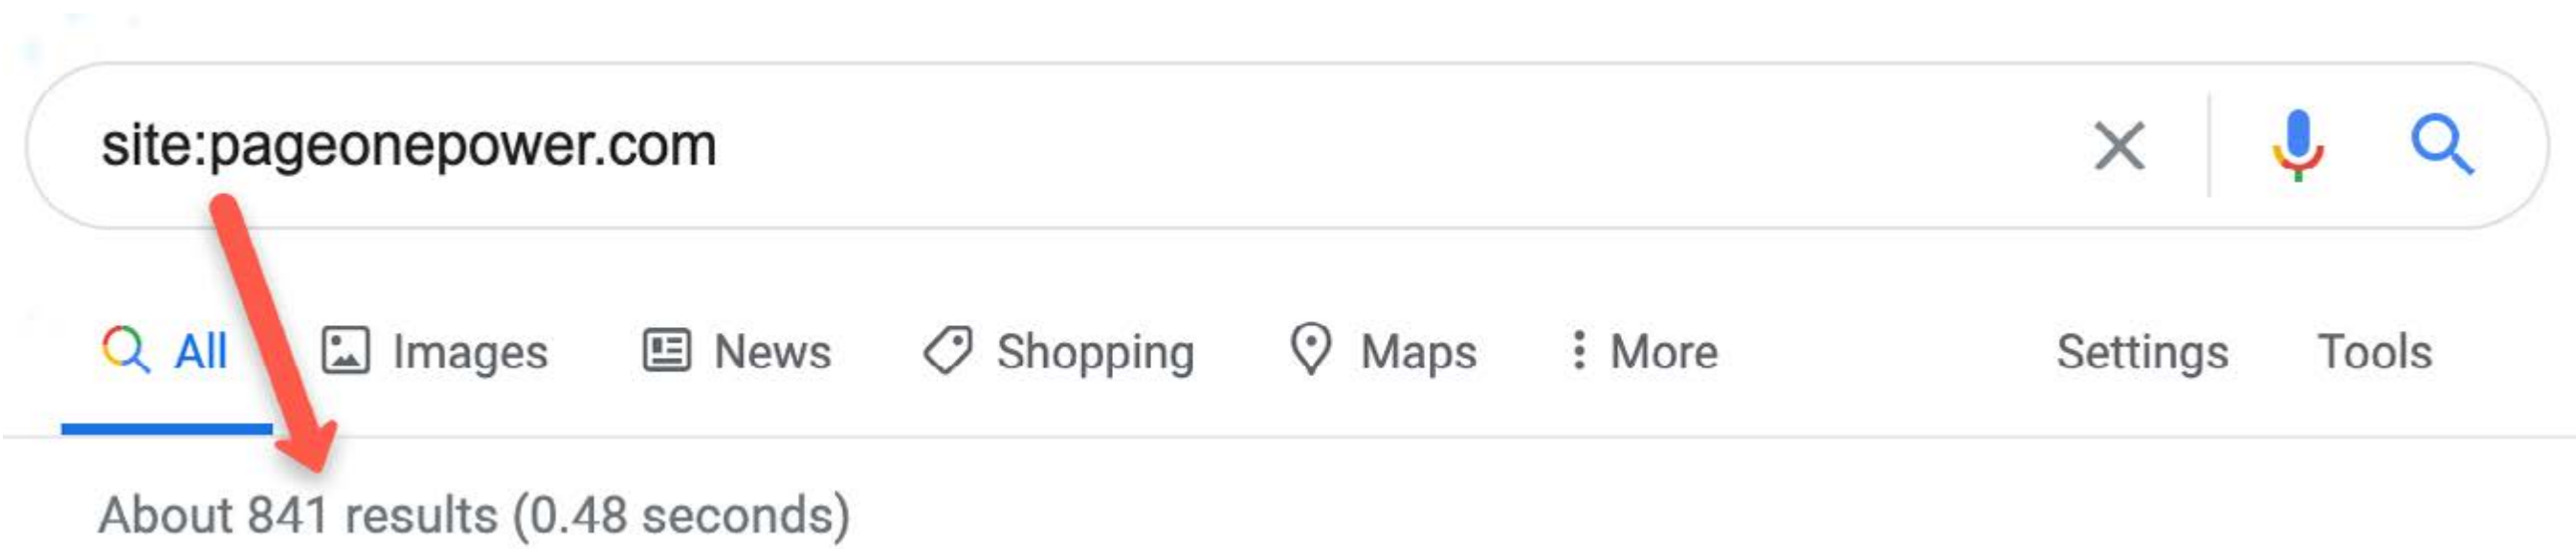 site:pageonepower.com
All Images News Shopping Maps More Settings Tools
About 841 results (0.48 seconds)